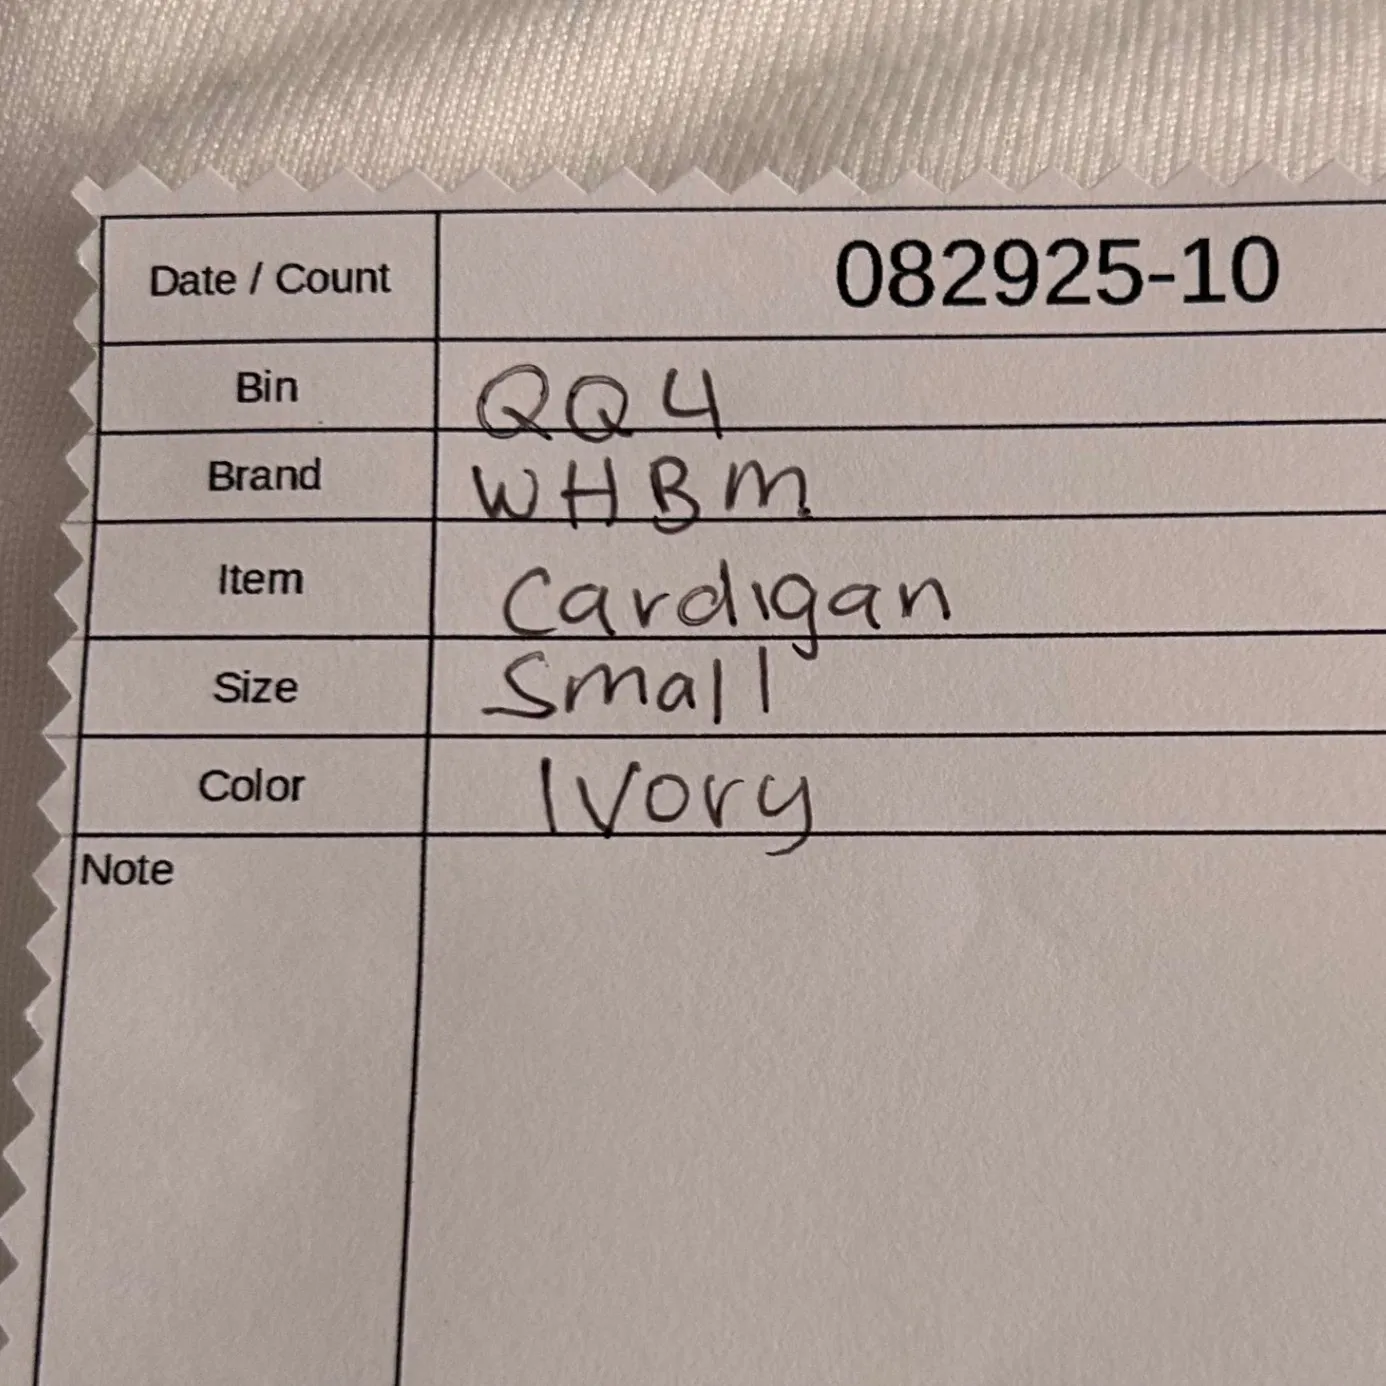 Date / Count 082925-10
Bin QQ4
Brand WHBM
Item Cardigan
Size Small
Color Ivory
Note